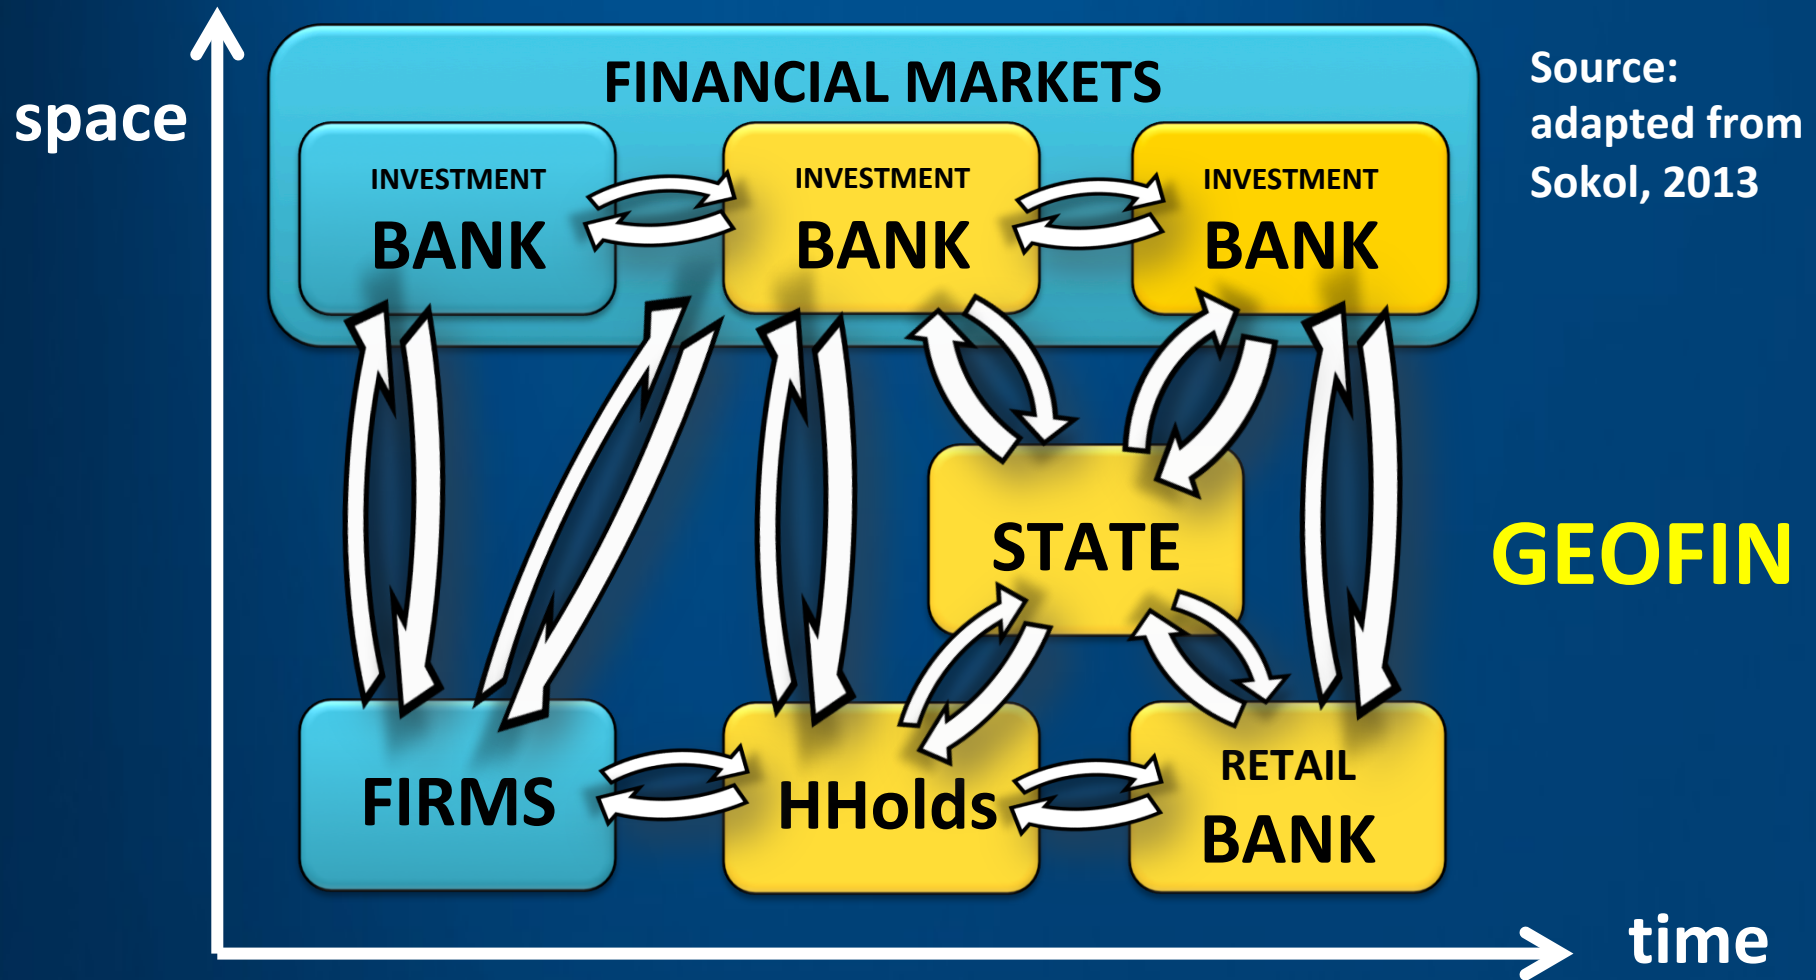 space
FINANCIAL MARKETS
Source:
adapted from
Sokol, 2013
INVESTMENT
BANK
INVESTMENT
BANK
INVESTMENT
BANK
STATE
GEOFIN
FIRMS
HHolds
RETAIL
BANK
time